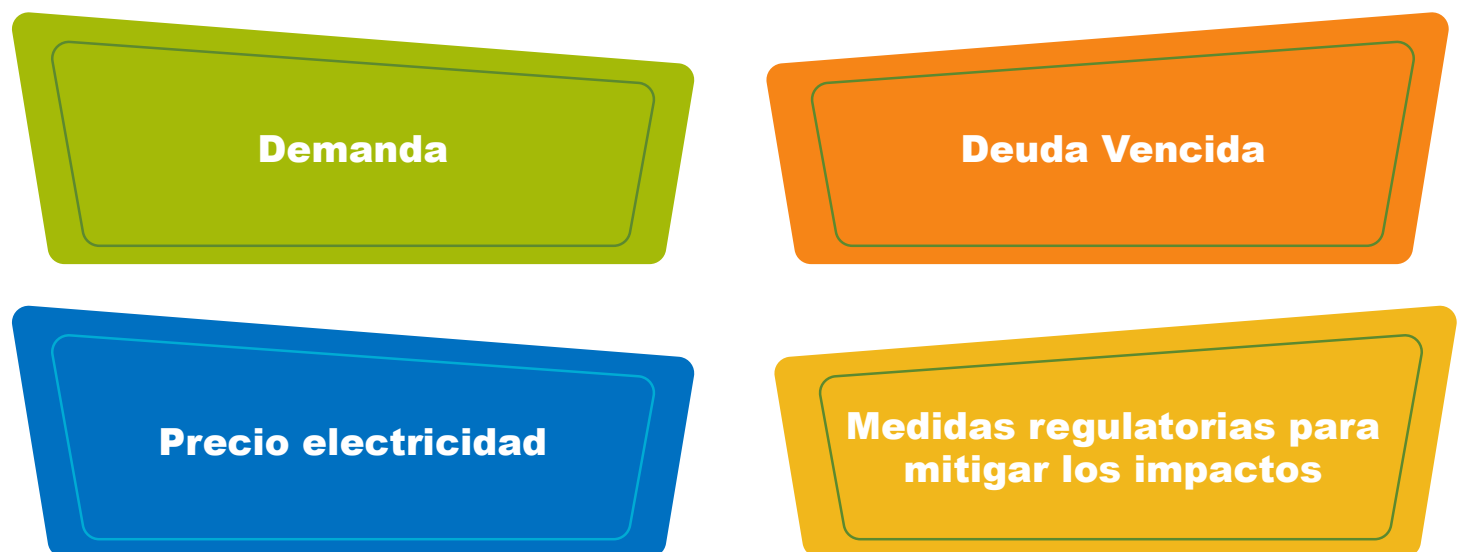 Demanda
Deuda Vencida
Precio electricidad
Medidas regulatorias para
mitigar los impactos